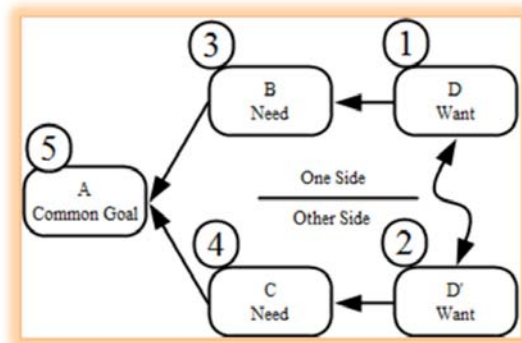 3
1
B
Need
D
Want
5
A
Common Goal
One Side
Other Side
4
2
C
Need
D'
Want